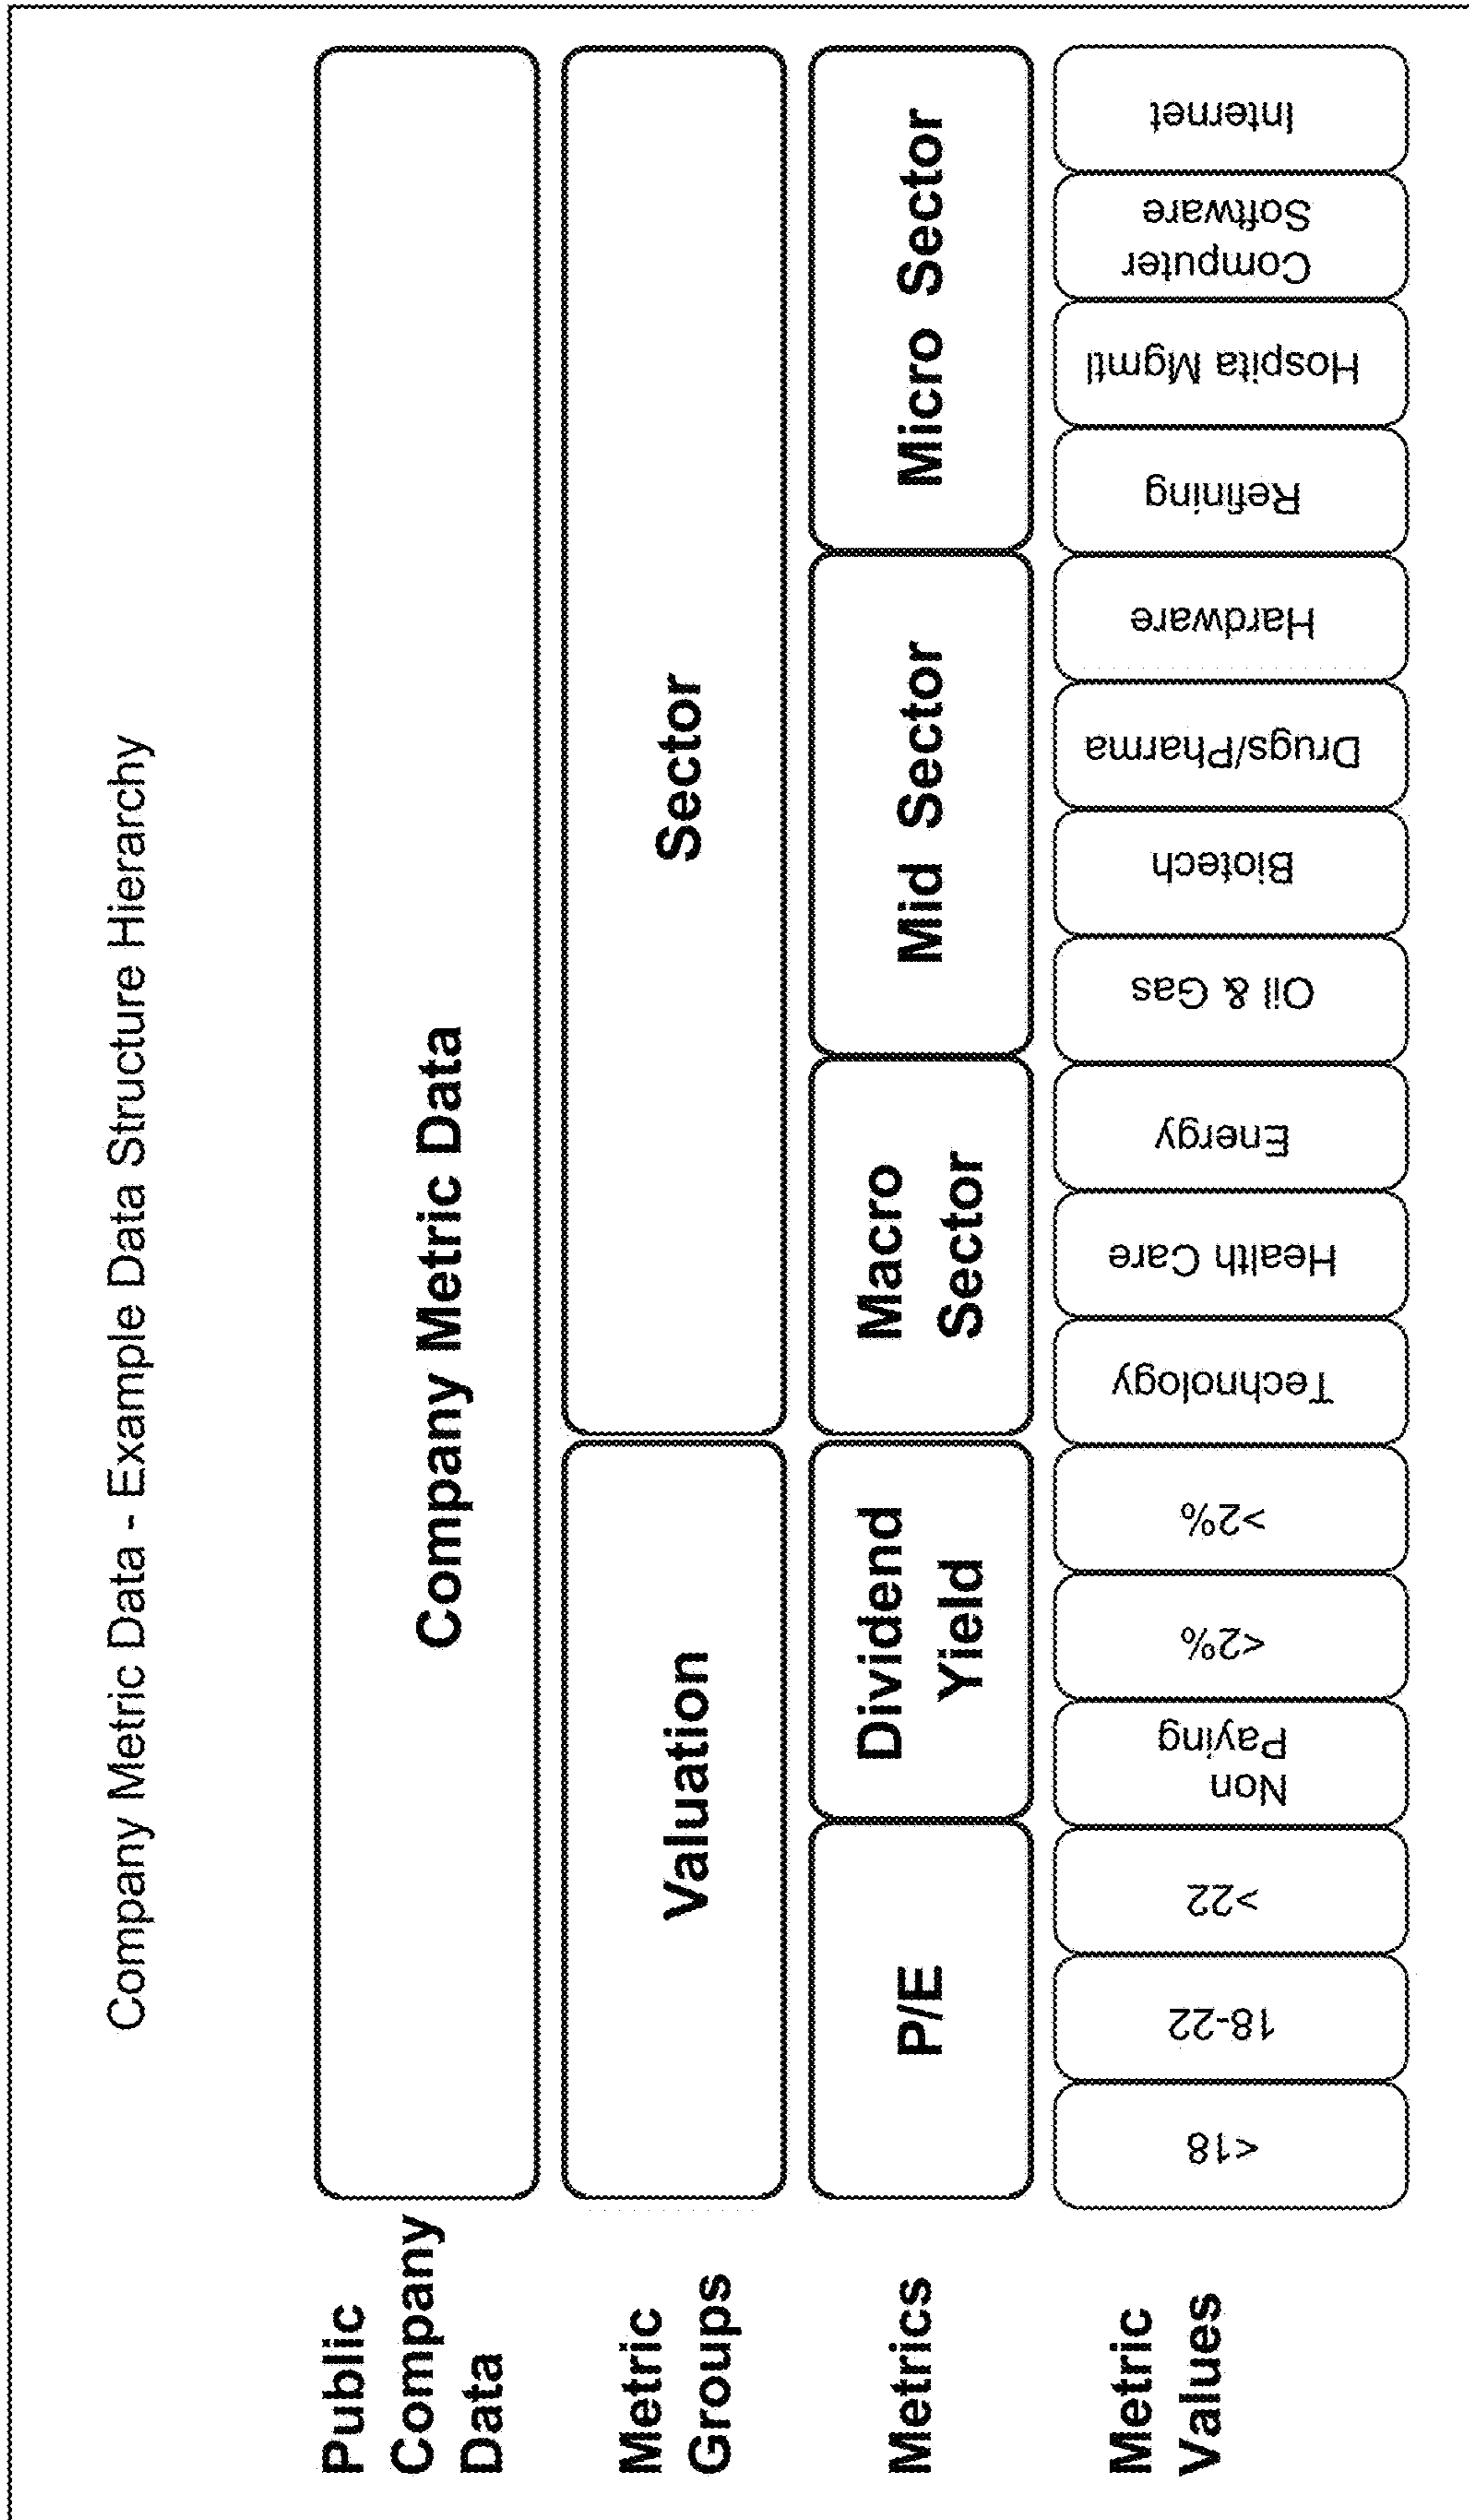 Company Metric Data - Example Data Structure Hierarchy
Public
Company
Data
Company Metric Data
Metric
Groups
Valuation
Sector
Metrics
P/E
Dividend
Yield
Macro
Sector
Mid Sector
Micro Sector
Metric
Values
<18
18-22
>22
Non
Paying
<2%
>2%
Technology
Health Care
Energy
Oil & Gas
Biotech
Drugs/Pharma
Hardware
Refining
Hospita Mgmtl
Computer
Software
Internet